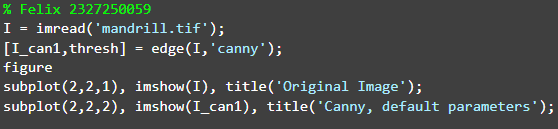 % Felix 2327250059
I = imread('mandrill.tif');
[I_can1,thresh] = edge(I,'canny');
figure
subplot(2,2,1), imshow(I), title('Original Image');
subplot(2,2,2), imshow(I_can1), title('Canny, default parameters');